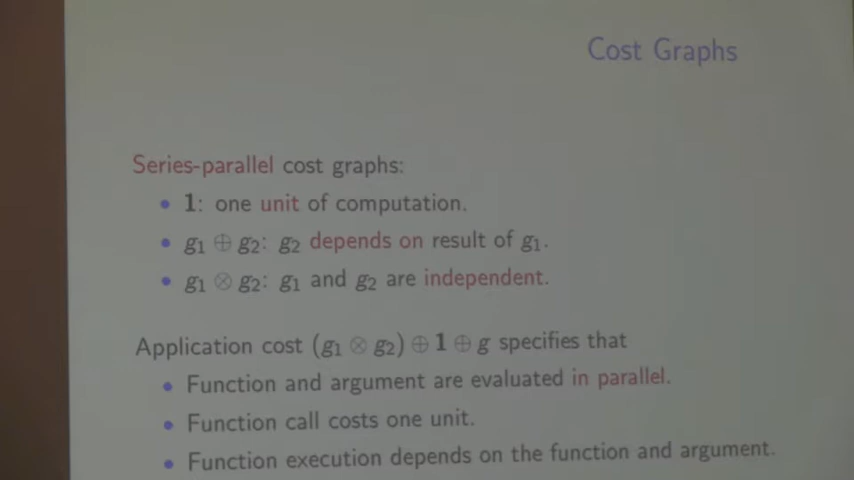 Cost Graphs
Series-parallel cost graphs:
• 1: one unit of computation.
• g1 ⊕ g2: g2 depends on result of g1.
• g1 ⊗ g2: g1 and g2 are independent.
Application cost (g1 ⊗ g2) ⊕ 1 ⊕ g specifies that
• Function and argument are evaluated in parallel.
• Function call costs one unit.
• Function execution depends on the function and argument.